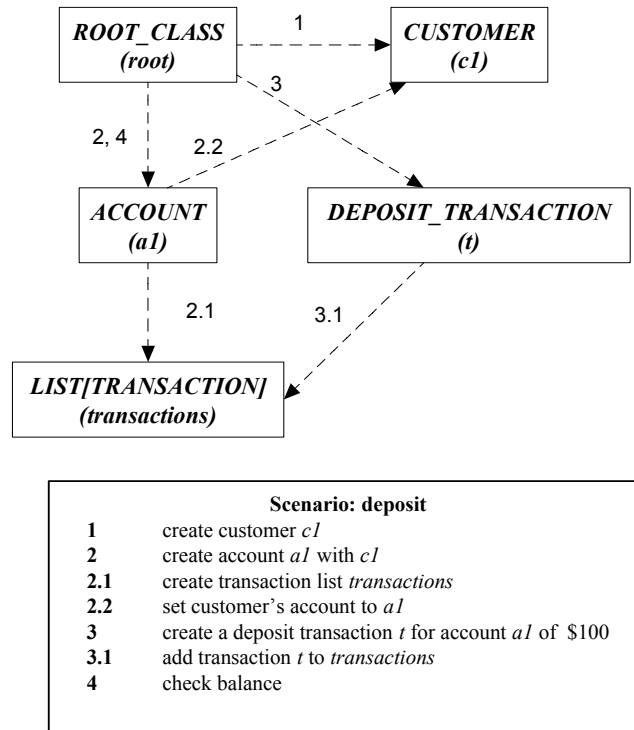 ROOT_CLASS
(root)
1
CUSTOMER
(c1)
3
2, 4
2.2
ACCOUNT
(a1)
DEPOSIT_TRANSACTION
(t)
2.1
3.1
LIST[TRANSACTION]
(transactions)
Scenario: deposit
1 create customer c1
2 create account a1 with c1
2.1 create transaction list transactions
2.2 set customer's account to a1
3 create a deposit transaction t for account a1 of $100
3.1 add transaction t to transactions
4 check balance